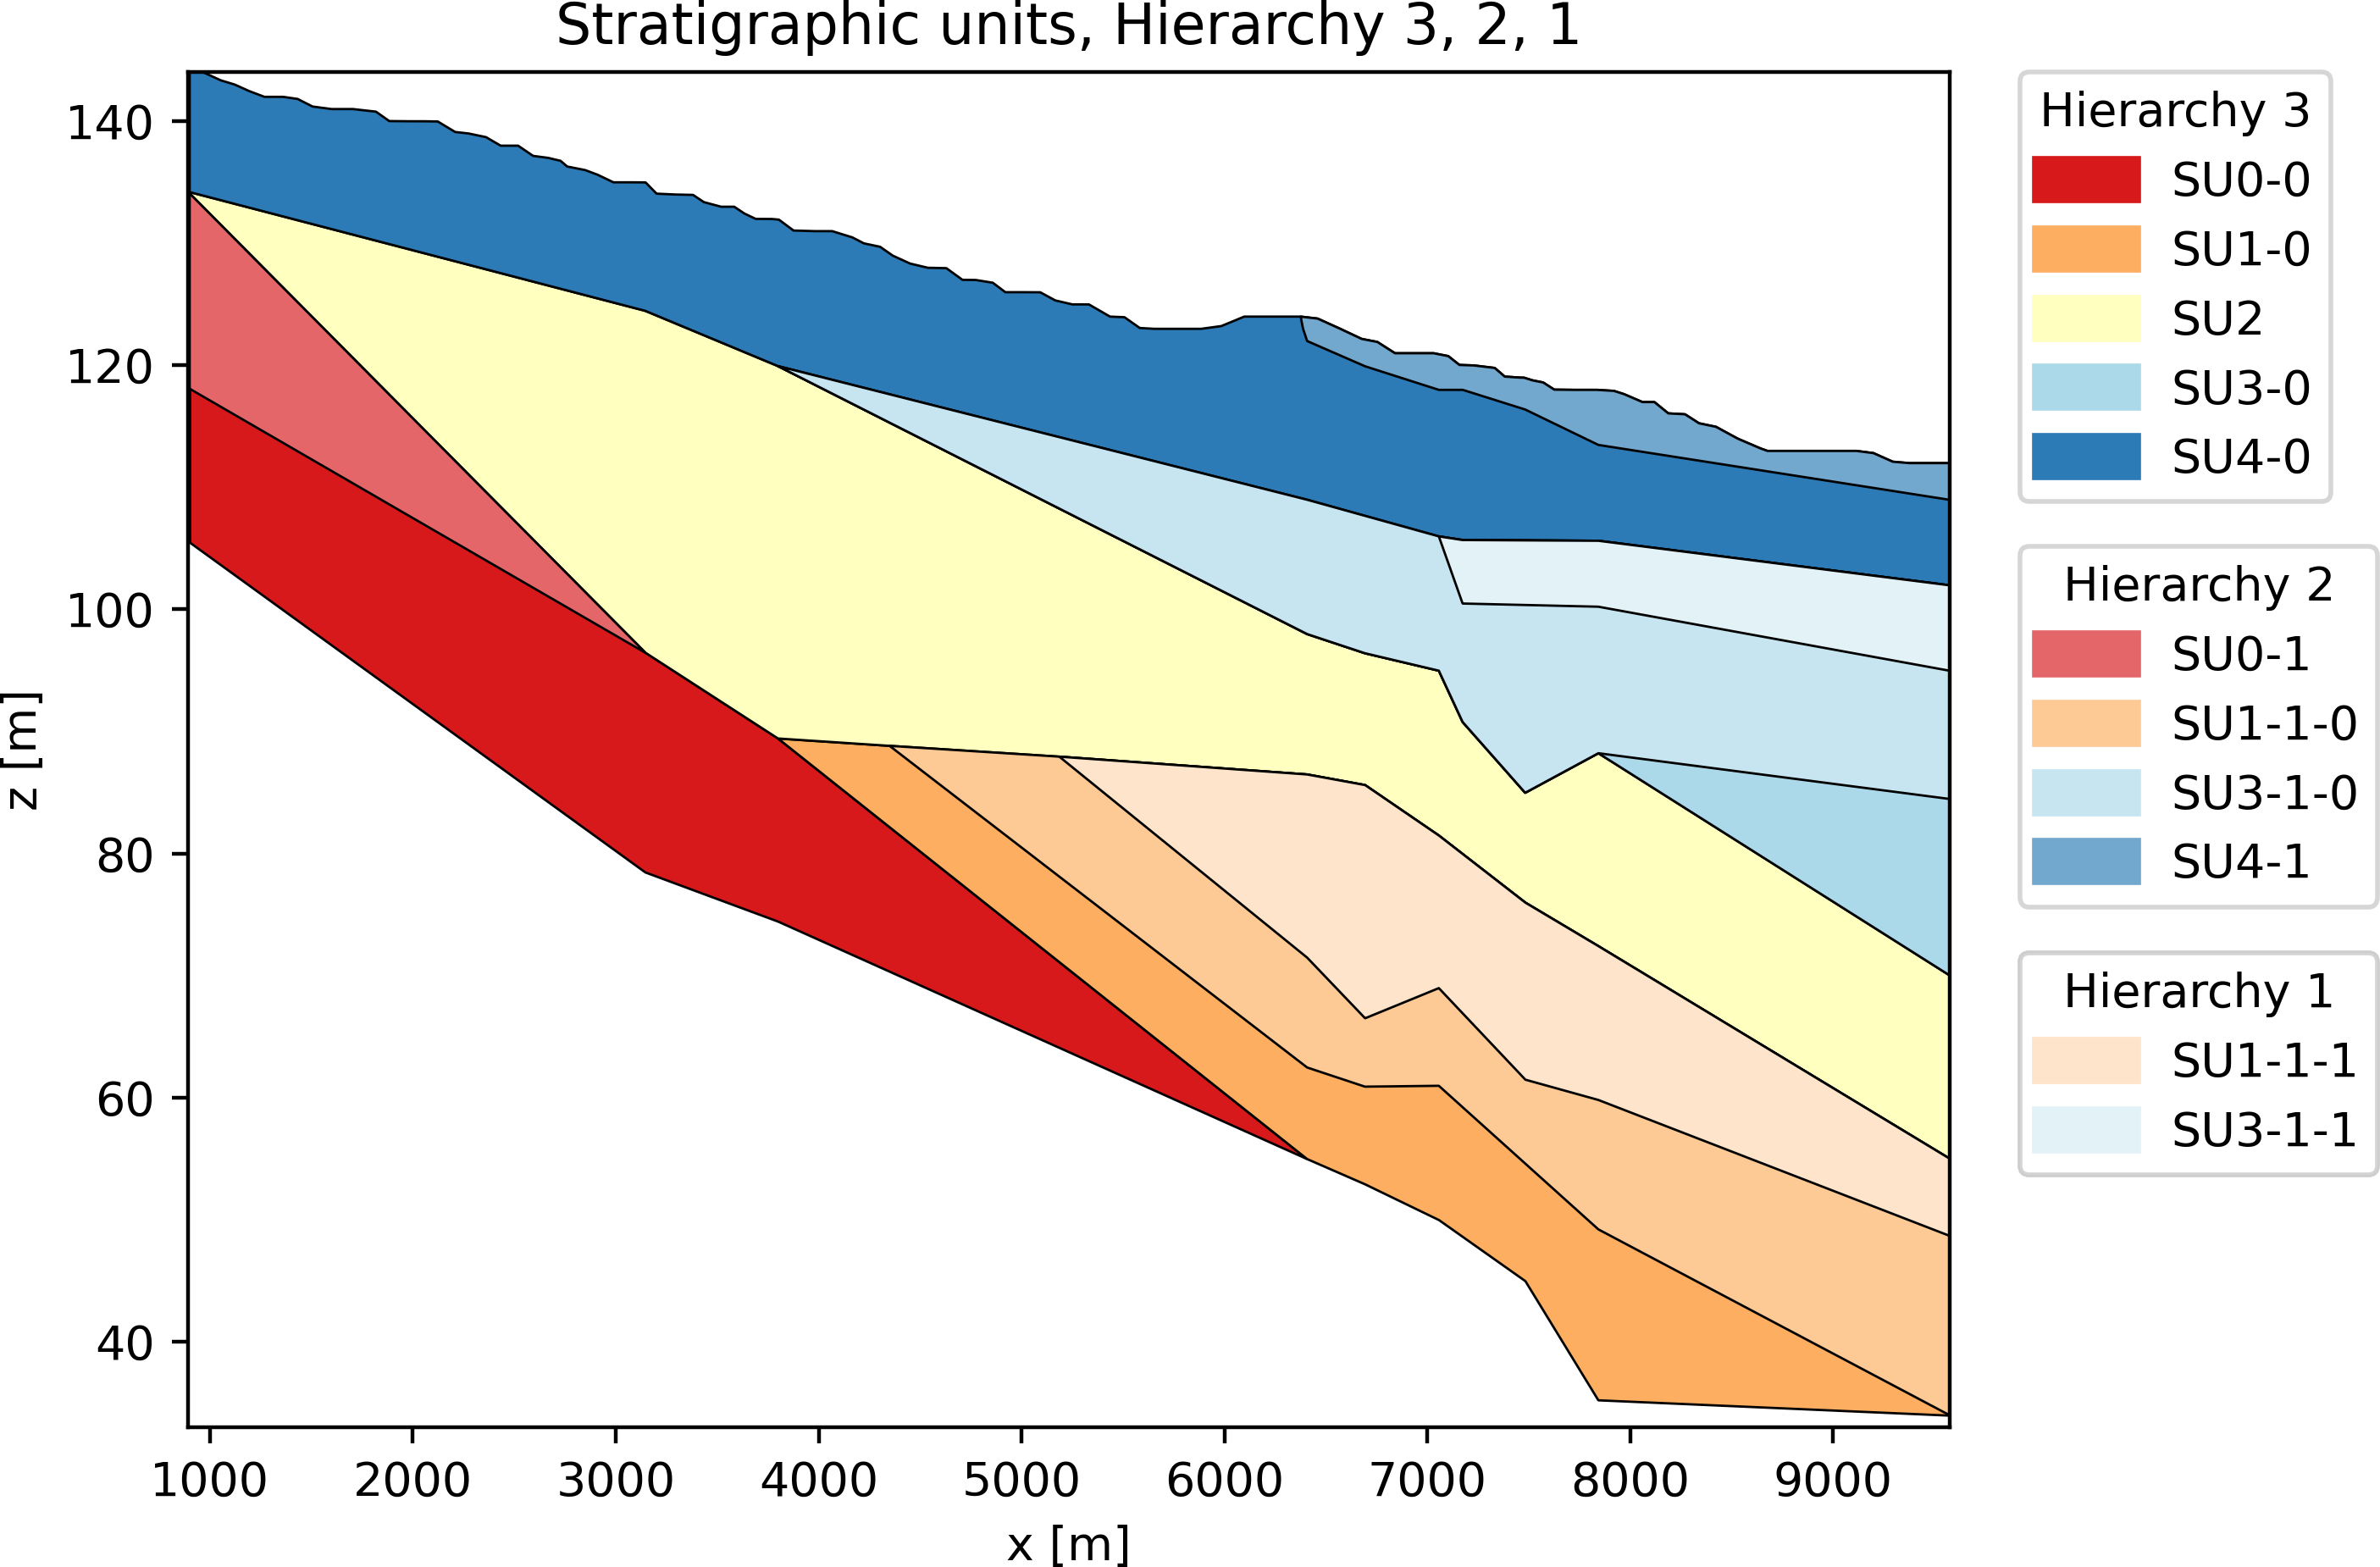 Stratigraphic units, Hierarchy 3, 2, 1
140
120
100
80
60
40
z [m]
1000 2000 3000 4000 5000 6000 7000 8000 9000
x [m]
Hierarchy 3
SU0-0
SU1-0
SU2
SU3-0
SU4-0
Hierarchy 2
SU0-1
SU1-1-0
SU3-1-0
SU4-1
Hierarchy 1
SU1-1-1
SU3-1-1